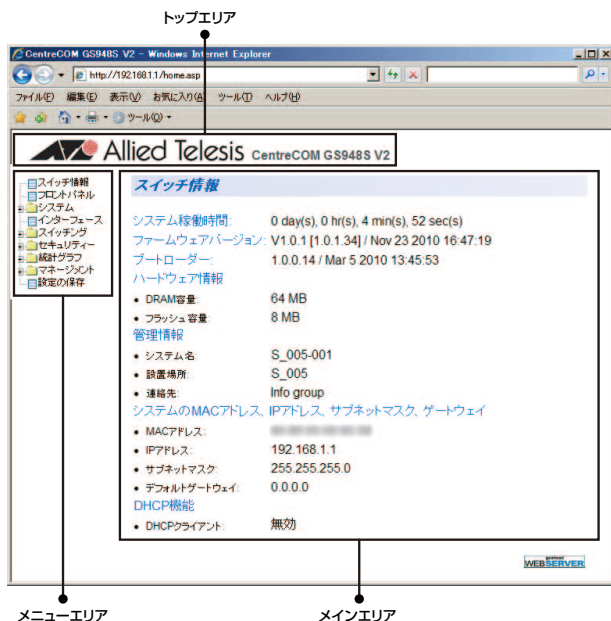 トップエリア
CentreCOM GS948S V2 - Windows Internet Explorer
http://192.168.1.1/home.asp
ファイル(F) 編集(E) 表示(V) お気に入り(A) ツール(T) ヘルプ(H)
ツール(O)
Allied Telesis CentreCOM GS948S V2
スイッチ情報
フロントパネル
システム
インターフェース
スイッチング
セキュリティー
統計グラフ
マネージメント
設定の保存
スイッチ情報
システム稼働時間: 0 day(s), 0 hr(s), 4 min(s), 52 sec(s)
ファームウェアバージョン: V1.0.1 [1.0.1.34] / Nov 23 2010 16:47:19
ブートローダー: 1.0.0.14 / Mar 5 2010 13:45:53
ハードウェア情報
• DRAM容量: 64 MB
• フラッシュ容量: 8 MB
管理情報
• システム名: S_005-001
• 設置場所: S_005
• 連絡先: Info group
システムのMACアドレス、IPアドレス、サブネットマスク、ゲートウェイ
• MACアドレス:
• IPアドレス: 192.168.1.1
• サブネットマスク: 255.255.255.0
• デフォルトゲートウェイ: 0.0.0.0
DHCP機能
• DHCPクライアント: 無効
WEBSERVER
メニューエリア
メインエリア